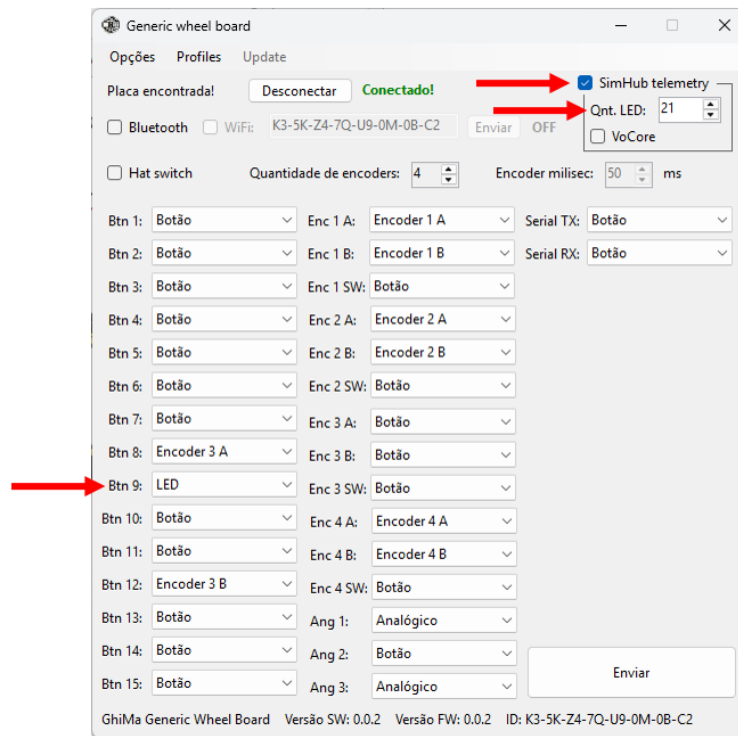 Generic wheel board
Opções Profiles Update
Placa encontrada! Desconectar Conectado! SimHub telemetry
Qnt. LED: 21
Bluetooth WiFi: K3-5K-Z4-7Q-U9-0M-0B-C2 Enviar OFF
VoCore
Hat switch Quantidade de encoders: 4 Encoder milisec: 50 ms
Btn 1: Botão Enc 1 A: Encoder 1 A Serial TX: Botão
Btn 2: Botão Enc 1 B: Encoder 1 B Serial RX: Botão
Btn 3: Botão Enc 1 SW: Botão
Btn 4: Botão Enc 2 A: Encoder 2 A
Btn 5: Botão Enc 2 B: Encoder 2 B
Btn 6: Botão Enc 2 SW: Botão
Btn 7: Botão Enc 3 A: Botão
Btn 8: Encoder 3 A Enc 3 B: Botão
Btn 9: LED Enc 3 SW: Botão
Btn 10: Botão Enc 4 A: Encoder 4 A
Btn 11: Botão Enc 4 B: Encoder 4 B
Btn 12: Encoder 3 B Enc 4 SW: Botão
Btn 13: Botão Ang 1: Analógico
Btn 14: Botão Ang 2: Botão
Btn 15: Botão Ang 3: Analógico
Enviar
GhiMa Generic Wheel Board Versão SW: 0.0.2 Versão FW: 0.0.2 ID: K3-5K-Z4-7Q-U9-0M-0B-C2